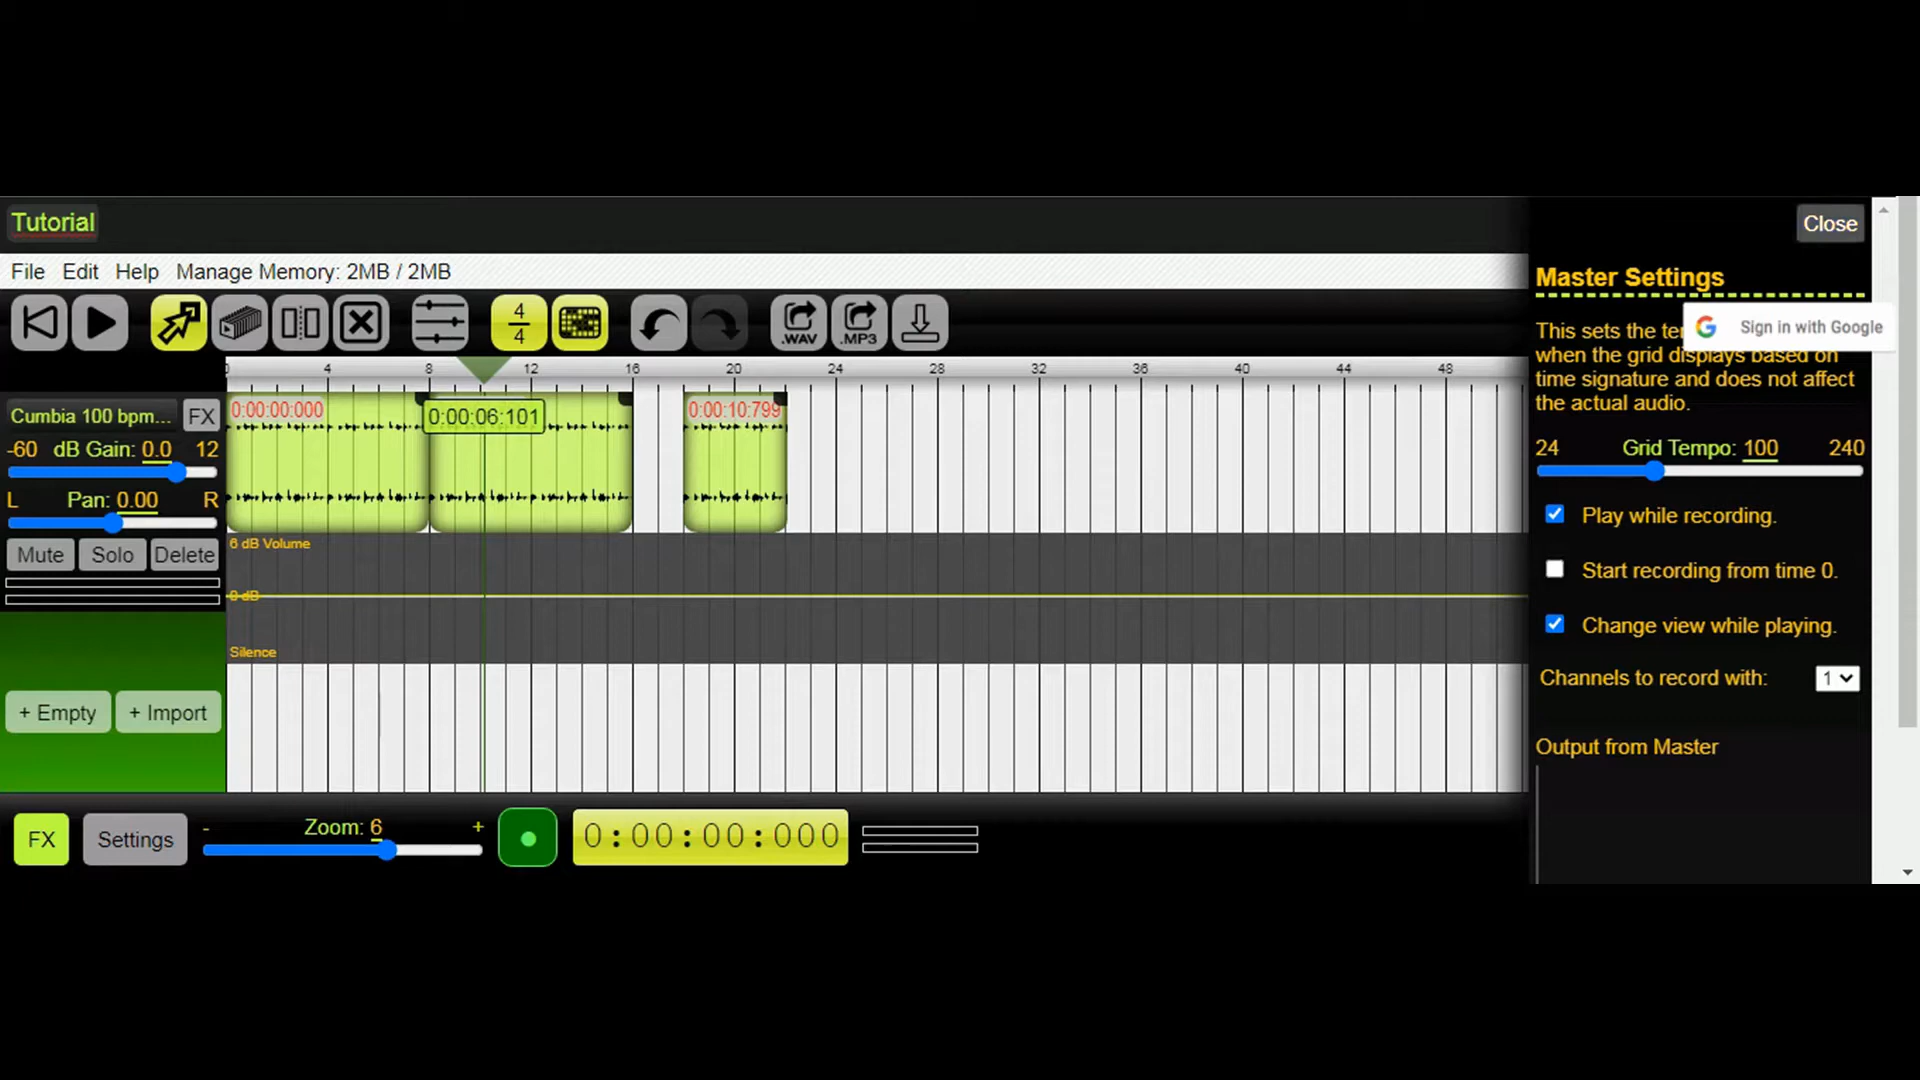 Tutorial
Close
File Edit Help Manage Memory: 2MB / 2MB
Master Settings
Sign in with Google
This sets the te
when the grid displays based on
time signature and does not affect
the actual audio.
4
4
.WAV
.MP3
4 8 12 16 20 24 28 32 36 40 44 48
Cumbia 100 bpm... FX
0:00:00:000
0:00:06:101
0:00:10:799
-60 dB Gain: 0.0 12
24 Grid Tempo: 100 240
L Pan: 0.00 R
Play while recording.
Mute Solo Delete
6 dB Volume
Start recording from time 0.
0 dB
Change view while playing.
Silence
Channels to record with: 1
+ Empty + Import
Output from Master
FX Settings - Zoom: 6 + 0:00:00:000